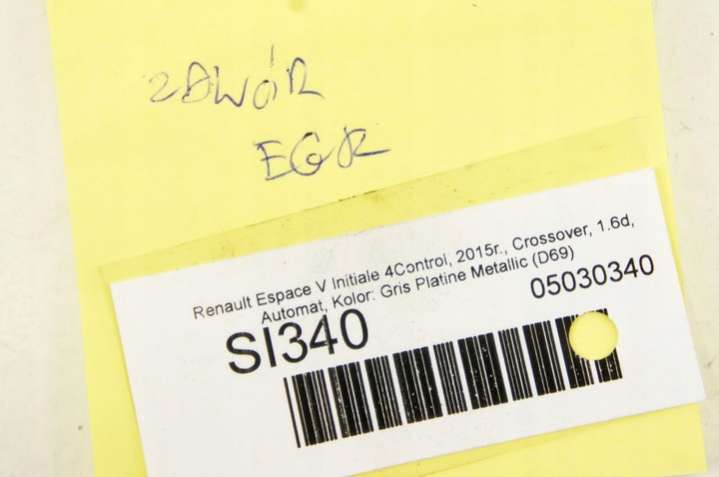 ZAWÓR
EGR
Renault Espace V Initiale 4Control, 2015r., Crossover, 1.6d,
Automat, Kolor: Gris Platine Metallic (D69)
SI340
05030340